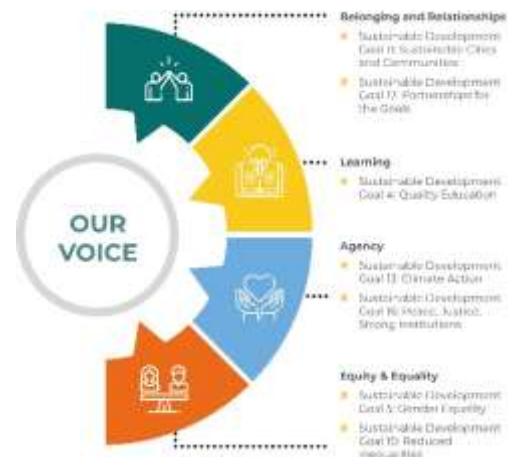 OUR
VOICE
Belonging and Relationships
Sustainable Development
Goal 11: Sustainable Cities
and Communities
Sustainable Development
Goal 17: Partnerships for
the Goals
Learning
Sustainable Development
Goal 4: Quality Education
Agency
Sustainable Development
Goal 13: Climate Action
Sustainable Development
Goal 16: Peace, Justice,
Strong Institutions
Equity & Equality
Sustainable Development
Goal 5: Gender Equality
Sustainable Development
Goal 10: Reduced
Inequalities